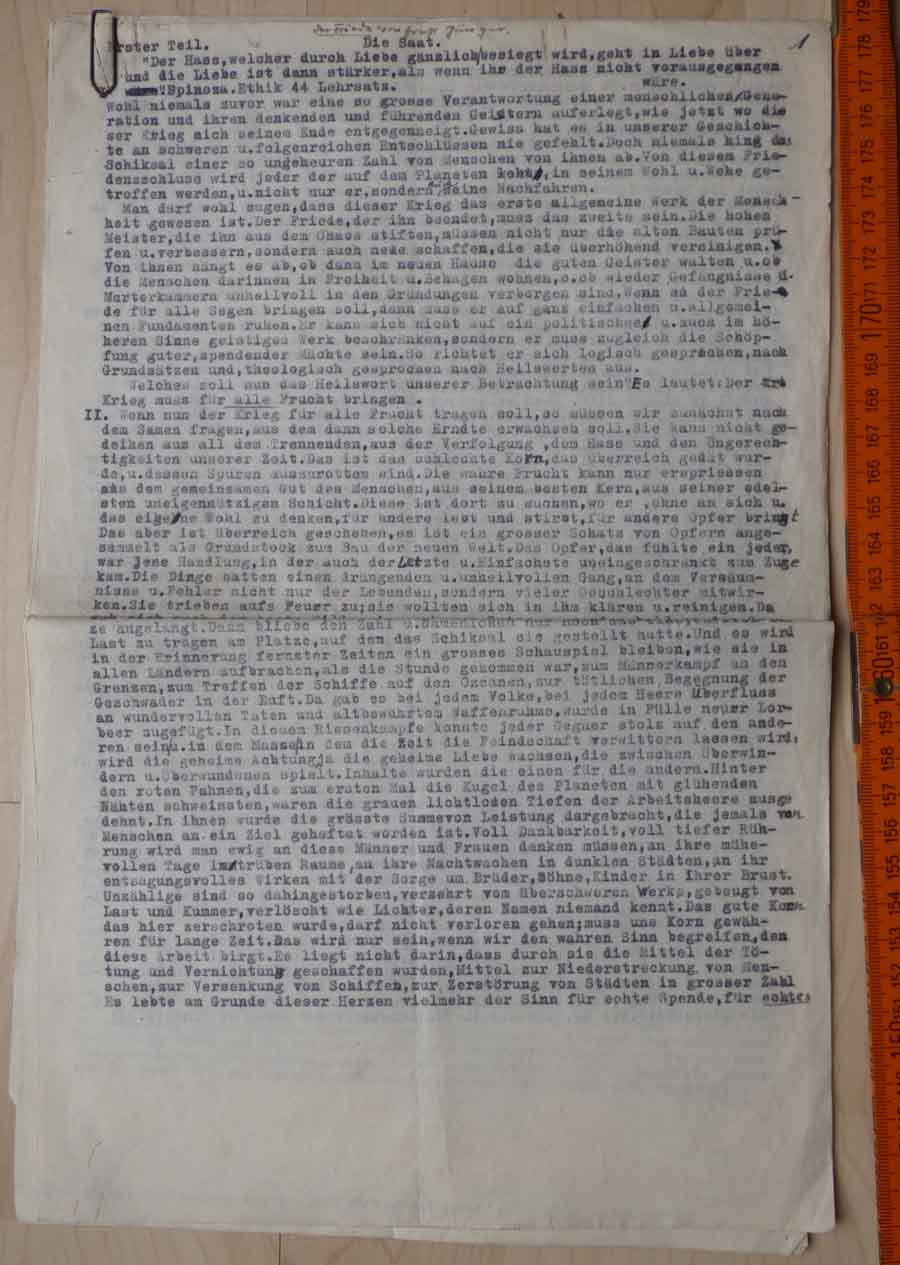 der Friede von Ernst Jünger.
Erster Teil. Die Saat. 1
"Der Hass,welcher durch Liebe gänzlich besiegt wird,geht in Liebe über
und die Liebe ist dann stärker,als wenn ihr der Hass nicht vorausgegangen
wäre.
Spinoza.Ethik 44 Lehrsatz.
Wohl niemals zuvor war eine so grosse Verantwortung einer menschlichen Gene-
ration und ihren denkenden und führenden Geistern auferlegt,wie jetzt wo die
ser Krieg sich seinem Ende entgegenneigt.Gewiss hat es in unserer Geschich-
te an schweren u.folgenreichen Entschlüssen nie gefehlt.Doch niemals hing das
Schiksal einer so ungeheuren Zahl von Menschen von ihnen ab.Von diesem Frie-
densschluss wird jeder der auf dem Planeten lebt,in seinem Wohl u.Wehe ge-
troffen werden,u.nicht nur er,sondern seine Nachfahren.
Man darf wohl sagen,dass dieser Krieg das erste allgemeine Werk der Mensch-
heit gewesen ist.Der Friede,der ihn beendet,muss das zweite sein.Die hohen
Meister,die ihn aus dem Chaos stiften,müssen nicht nur die alten Bauten prü-
fen u.verbessern,sondern auch neue schaffen,die sie überhöhend vereinigen.
Von ihnen hängt es ab,ob dann im neuen Hause die guten Geister walten u.ob
die Menschen darinnen in Freiheit u.Behagen wohnen,o.ob wieder Gefängnisse u.
Marterkammern unheilvoll in den Gründungen verborgen sind.Wenn so der Frie-
de für alle Segen bringen soll,dann muss er auf ganz einfachen u.allgemei-
nen Fundamenten ruhen.Er kann sich nicht auf ein politisches u.auch im hö-
heren Sinne geistiges Werk beschränken,sondern er muss zugleich die Schöp-
fung guter,spendender Mächte sein.So richtet er sich logisch gesprochen,nach
Grundsätzen und,theologisch gesprochen nach Heilsworten aus.
Welches soll nun das Heilswort unserer Betrachtung sein?Es lautet:Der
Krieg muss für alle Frucht bringen .
II. Wenn nun der Krieg für alle Frucht tragen soll,so müssen wir zunächst nach
dem Samen fragen,aus dem dann solche Erndte erwachsen soll.Sie kann nicht ge-
deihen aus all dem Trennenden,aus der Verfolgung ,dem Hass und den Ungerech-
tigkeiten unserer Zeit.Das ist das schlechte Korn,das überreich gesät wur-
de,u.dessen Spuren auszurotten sind.Die wahre Frucht kann nur erspriessen
aus dem gemeinsamen Gut des Menschen,aus seinem besten Kern,aus seiner edel-
sten uneigennützigen Schicht.Diese ist dort zu suchen,wo er ,ohne an sich u.
das eigene Wohl zu denken,für andere lebt und stirbt,für andere Opfer bringt
Das aber ist überreich geschehen,es ist ein grosser Schatz von Opfern ange-
sammelt als Grundstock zum Bau der neuen Welt.Das Opfer,das fühlte ein jeder,
war jene Handlung,in der auch der Letzte u.Einfachste uneingeschränkt zum Zuge
kam.Die Dinge hatten einen drängenden u.unheilvollen Gang,an dem Versäum-
nisse u.Fehler nicht nur der Lebenden,sondern vieler Geschlechter mitwir-
ken.Sie trieben aufs Feuer zu;sie wollten sich in ihm klären u.reinigen.Da
ze angelangt.Dann bliebe den Zahl
Last zu tragen am Platze,auf den das Schiksal sie gestellt hatte.Und es wird
in der Erinnerung fernster Zeiten ein grosses Schauspiel bleiben,wie sie in
allen Ländern aufbrachen,als die Stunde gekommen war,zum Männerkampf an den
Grenzen,zum Treffen der Schiffe auf den Ozeanen,zur tötlichen Begegnung der
Geschwader in der Luft.Da gab es bei jedem Volke,bei jedem Heere Überfluss
an wundervollen Taten und altbewährtem Waffenruhme,wurde in Fülle neuer Lor-
beer zugefügt.In diesem Riesenkampfe konnte jeder Gegner stolz auf den ande-
ren sein,u.in dem Masse,in dem die Zeit die Feindschaft verwittern lassen wird,
wird die geheime Achtung,ja die geheime Liebe wachsen,die zwischen Überwin-
dern u.Überwundenen spielt.Inhalte wurden die einen für die andern.Hinter
den roten Fahnen,die zum ersten Mal die Kugel des Planeten mit glühenden
Nähten schweissten,waren die grauen lichtlosen Tiefen der Arbeitsheere ausge
dehnt.In ihnen wurde die grösste Summevon Leistung dargebracht,die jemals von
Menschen an ein Ziel geheftet worden ist.Voll Dankbarkeit,voll tiefer Rüh-
rung wird man ewig an diese Männer und Frauen danken müssen,an ihre mühe-
vollen Tage im trüben Raume,an ihre Nachtwachen in dunklen Städten,an ihr
entsagungsvolles Wirken mit der Sorge um Brüder,Söhne,Kinder in ihrer Brust.
Unzählige sind so dahingestorben,verzehrt vom überschweren Werke,gebeugt von
Last und Kummer,verlöscht wie Lichter,deren Namen niemand kennt.Das gute Korn
das hier zerschroten wurde,darf nicht verloren gehen;muss uns Korn gewäh-
ren für lange Zeit.Das wird nur sein,wenn wir den wahren Sinn begreifen,den
diese Arbeit birgt.Es liegt nicht darin,dass durch sie die Mittel der Tö-
tung und Vernichtung geschaffen wurden,Mittel zur Niederstreckung von Men-
schen,zur Versenkung von Schiffen,zur Zerstörung von Städten in grosser Zahl
Es lebte am Grunde dieser Herzen vielmehr der Sinn für echte Spende,für echtes